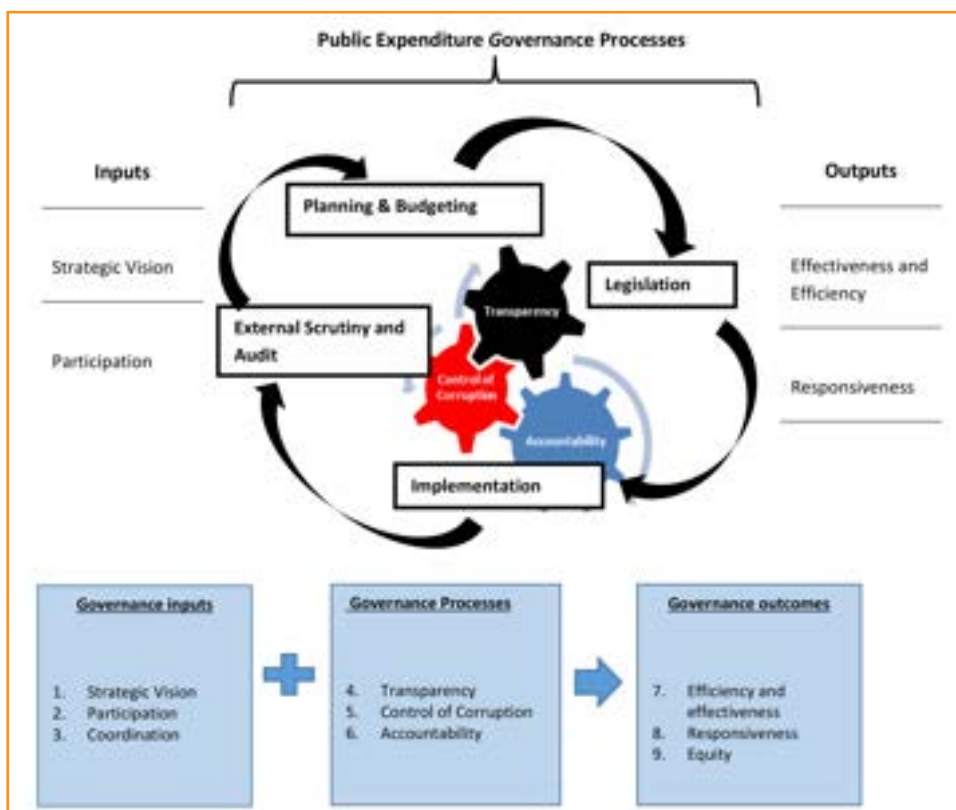 Public Expenditure Governance Processes
Inputs
Strategic Vision
Participation
Planning & Budgeting
Legislation
External Scrutiny and
Audit
Implementation
Transparency
Control of
Corruption
Accountability
Outputs
Effectiveness and
Efficiency
Responsiveness
Governance inputs
1. Strategic Vision
2. Participation
3. Coordination
Governance Processes
4. Transparency
5. Control of Corruption
6. Accountability
Governance outcomes
7. Efficiency and
effectiveness
8. Responsiveness
9. Equity